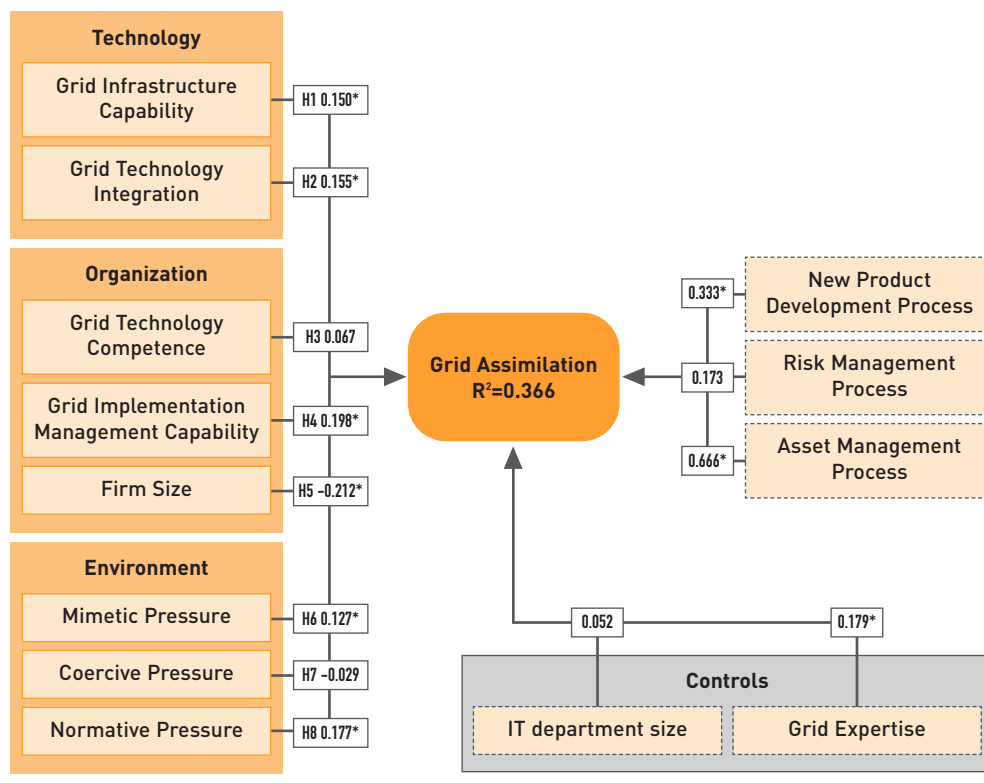 Technology
Grid Infrastructure
Capability
H1 0.150*
Grid Technology
Integration
H2 0.155*
Organization
Grid Technology
Competence
H3 0.067
Grid Implementation
Management Capability
H4 0.198*
Firm Size
H5 −0.212*
Environment
Mimetic Pressure
H6 0.127*
Coercive Pressure
H7 −0.029
Normative Pressure
H8 0.177*
Grid Assimilation
R²=0.366
0.333*
New Product
Development Process
0.173
Risk Management
Process
0.666*
Asset Management
Process
0.052
0.179*
Controls
IT department size
Grid Expertise